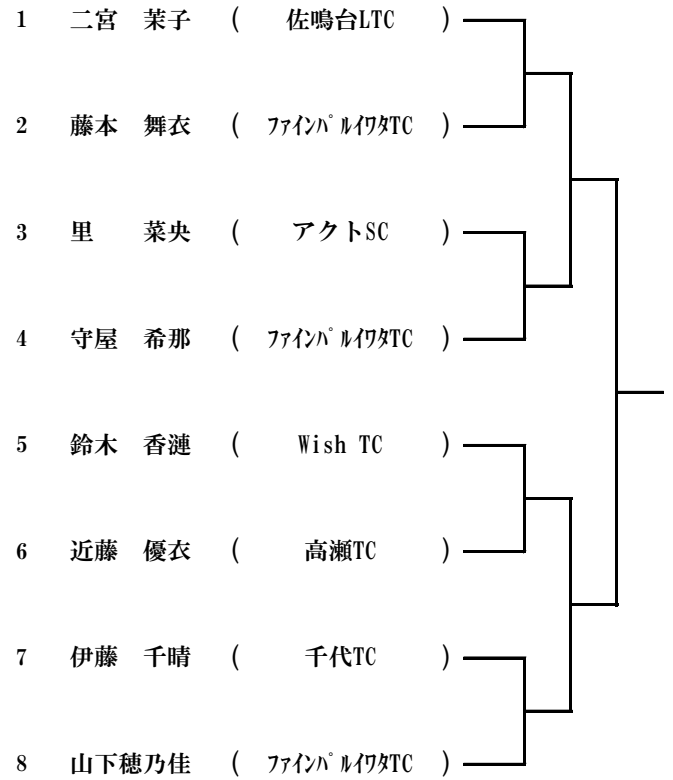 1 二宮 茉子 ( 佐鳴台LTC )
2 藤本 舞衣 ( ﾌｧｲﾝﾊﾟﾙｲﾜﾀTC )
3 里 菜央 ( アクトSC )
4 守屋 希那 ( ﾌｧｲﾝﾊﾟﾙｲﾜﾀTC )
5 鈴木 香漣 ( Wish TC )
6 近藤 優衣 ( 高瀬TC )
7 伊藤 千晴 ( 千代TC )
8 山下穂乃佳 ( ﾌｧｲﾝﾊﾟﾙｲﾜﾀTC )